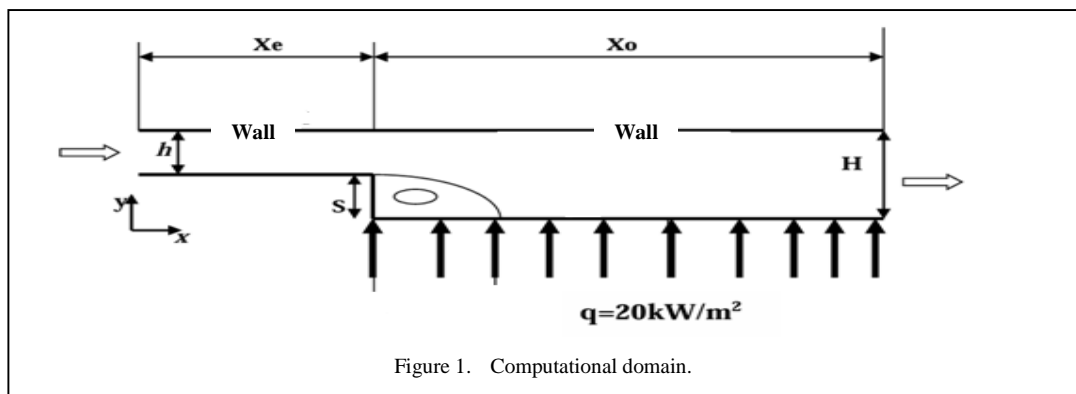 Xe Xo
Wall Wall
h H
S
y
x
q=20kW/m²
Figure 1. Computational domain.